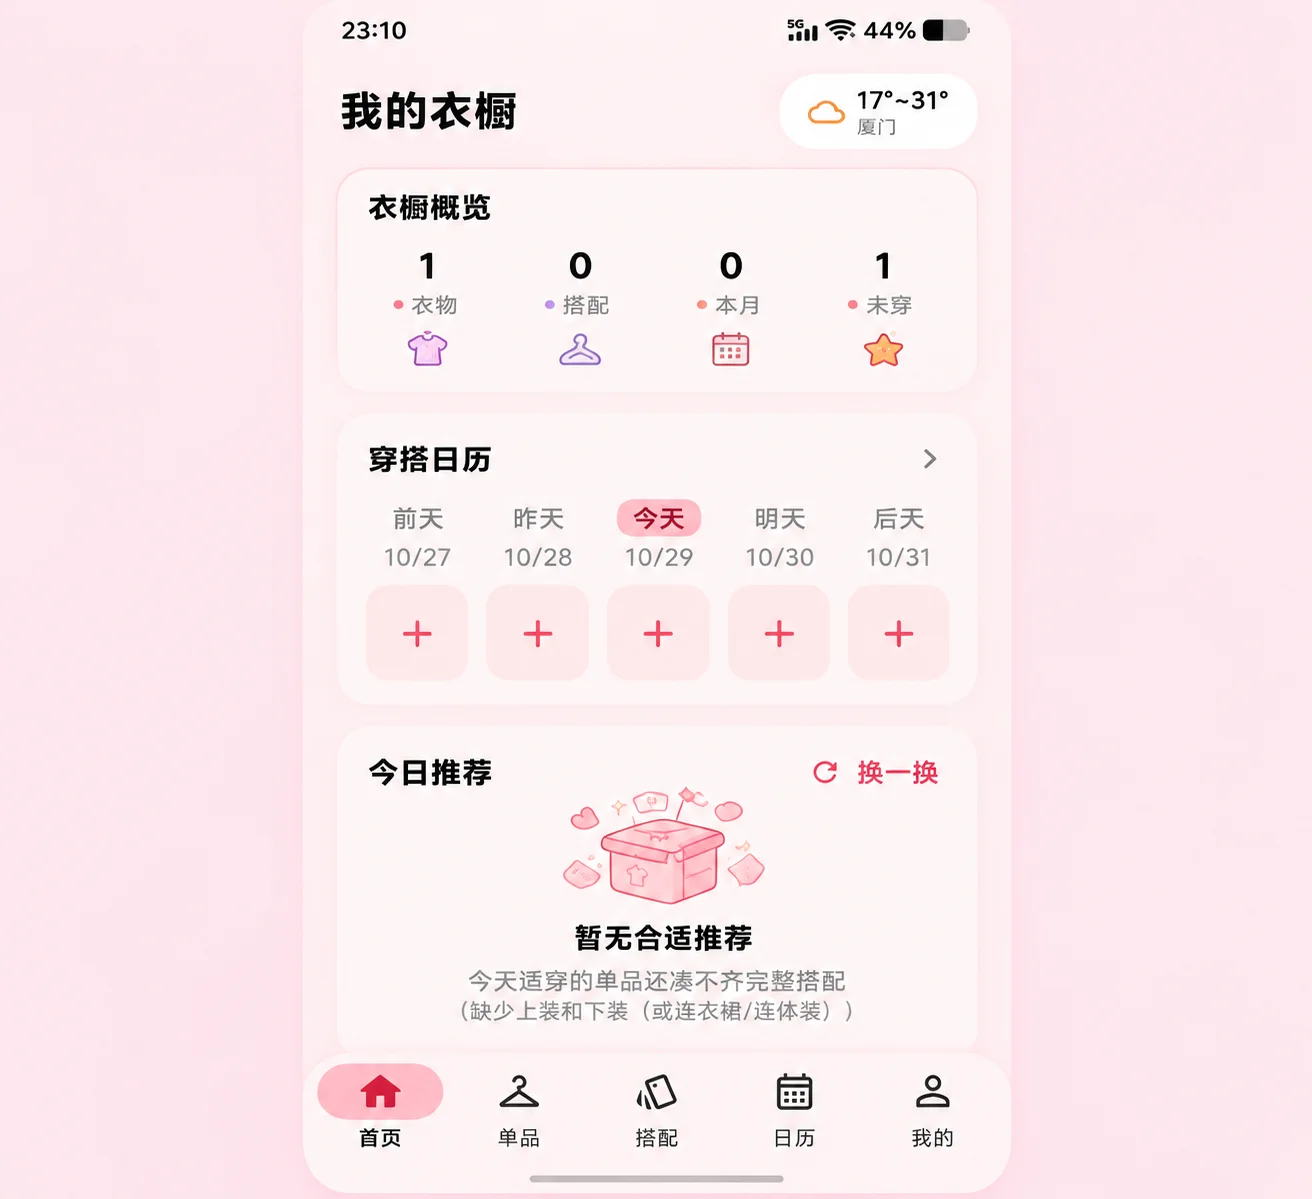 23:10
5G 44%
我的衣橱
17°~31°
厦门
衣橱概览
1 0 0 1
衣物 搭配 本月 未穿
穿搭日历
前天 昨天 今天 明天 后天
10/27 10/28 10/29 10/30 10/31
今日推荐 换一换
暂无合适推荐
今天适穿的单品还凑不齐完整搭配
（缺少上装和下装（或连衣裙/连体装））
首页 单品 搭配 日历 我的